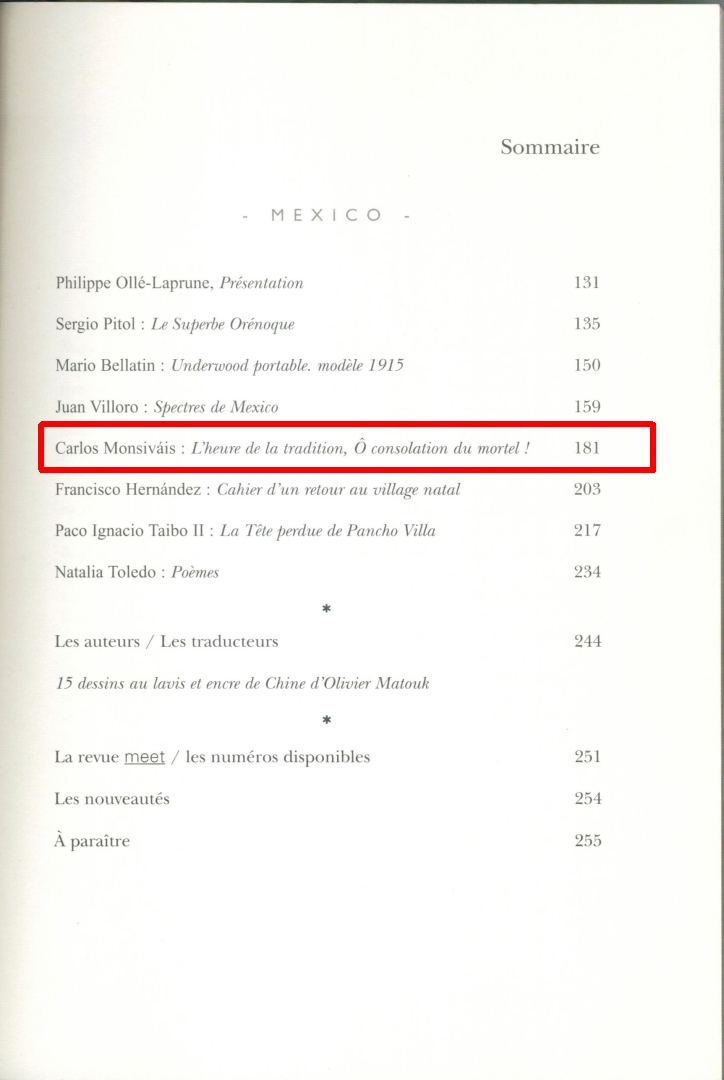 Sommaire
- MEXICO -
Philippe Ollé-Laprune, Présentation 131
Sergio Pitol : Le Superbe Orénoque 135
Mario Bellatin : Underwood portable. modèle 1915 150
Juan Villoro : Spectres de Mexico 159
Carlos Monsiváis : L'heure de la tradition, Ô consolation du mortel ! 181
Francisco Hernández : Cahier d'un retour au village natal 203
Paco Ignacio Taibo II : La Tête perdue de Pancho Villa 217
Natalia Toledo : Poèmes 234
*
Les auteurs / Les traducteurs 244
15 dessins au lavis et encre de Chine d'Olivier Matouk
*
La revue meet / les numéros disponibles 251
Les nouveautés 254
À paraître 255